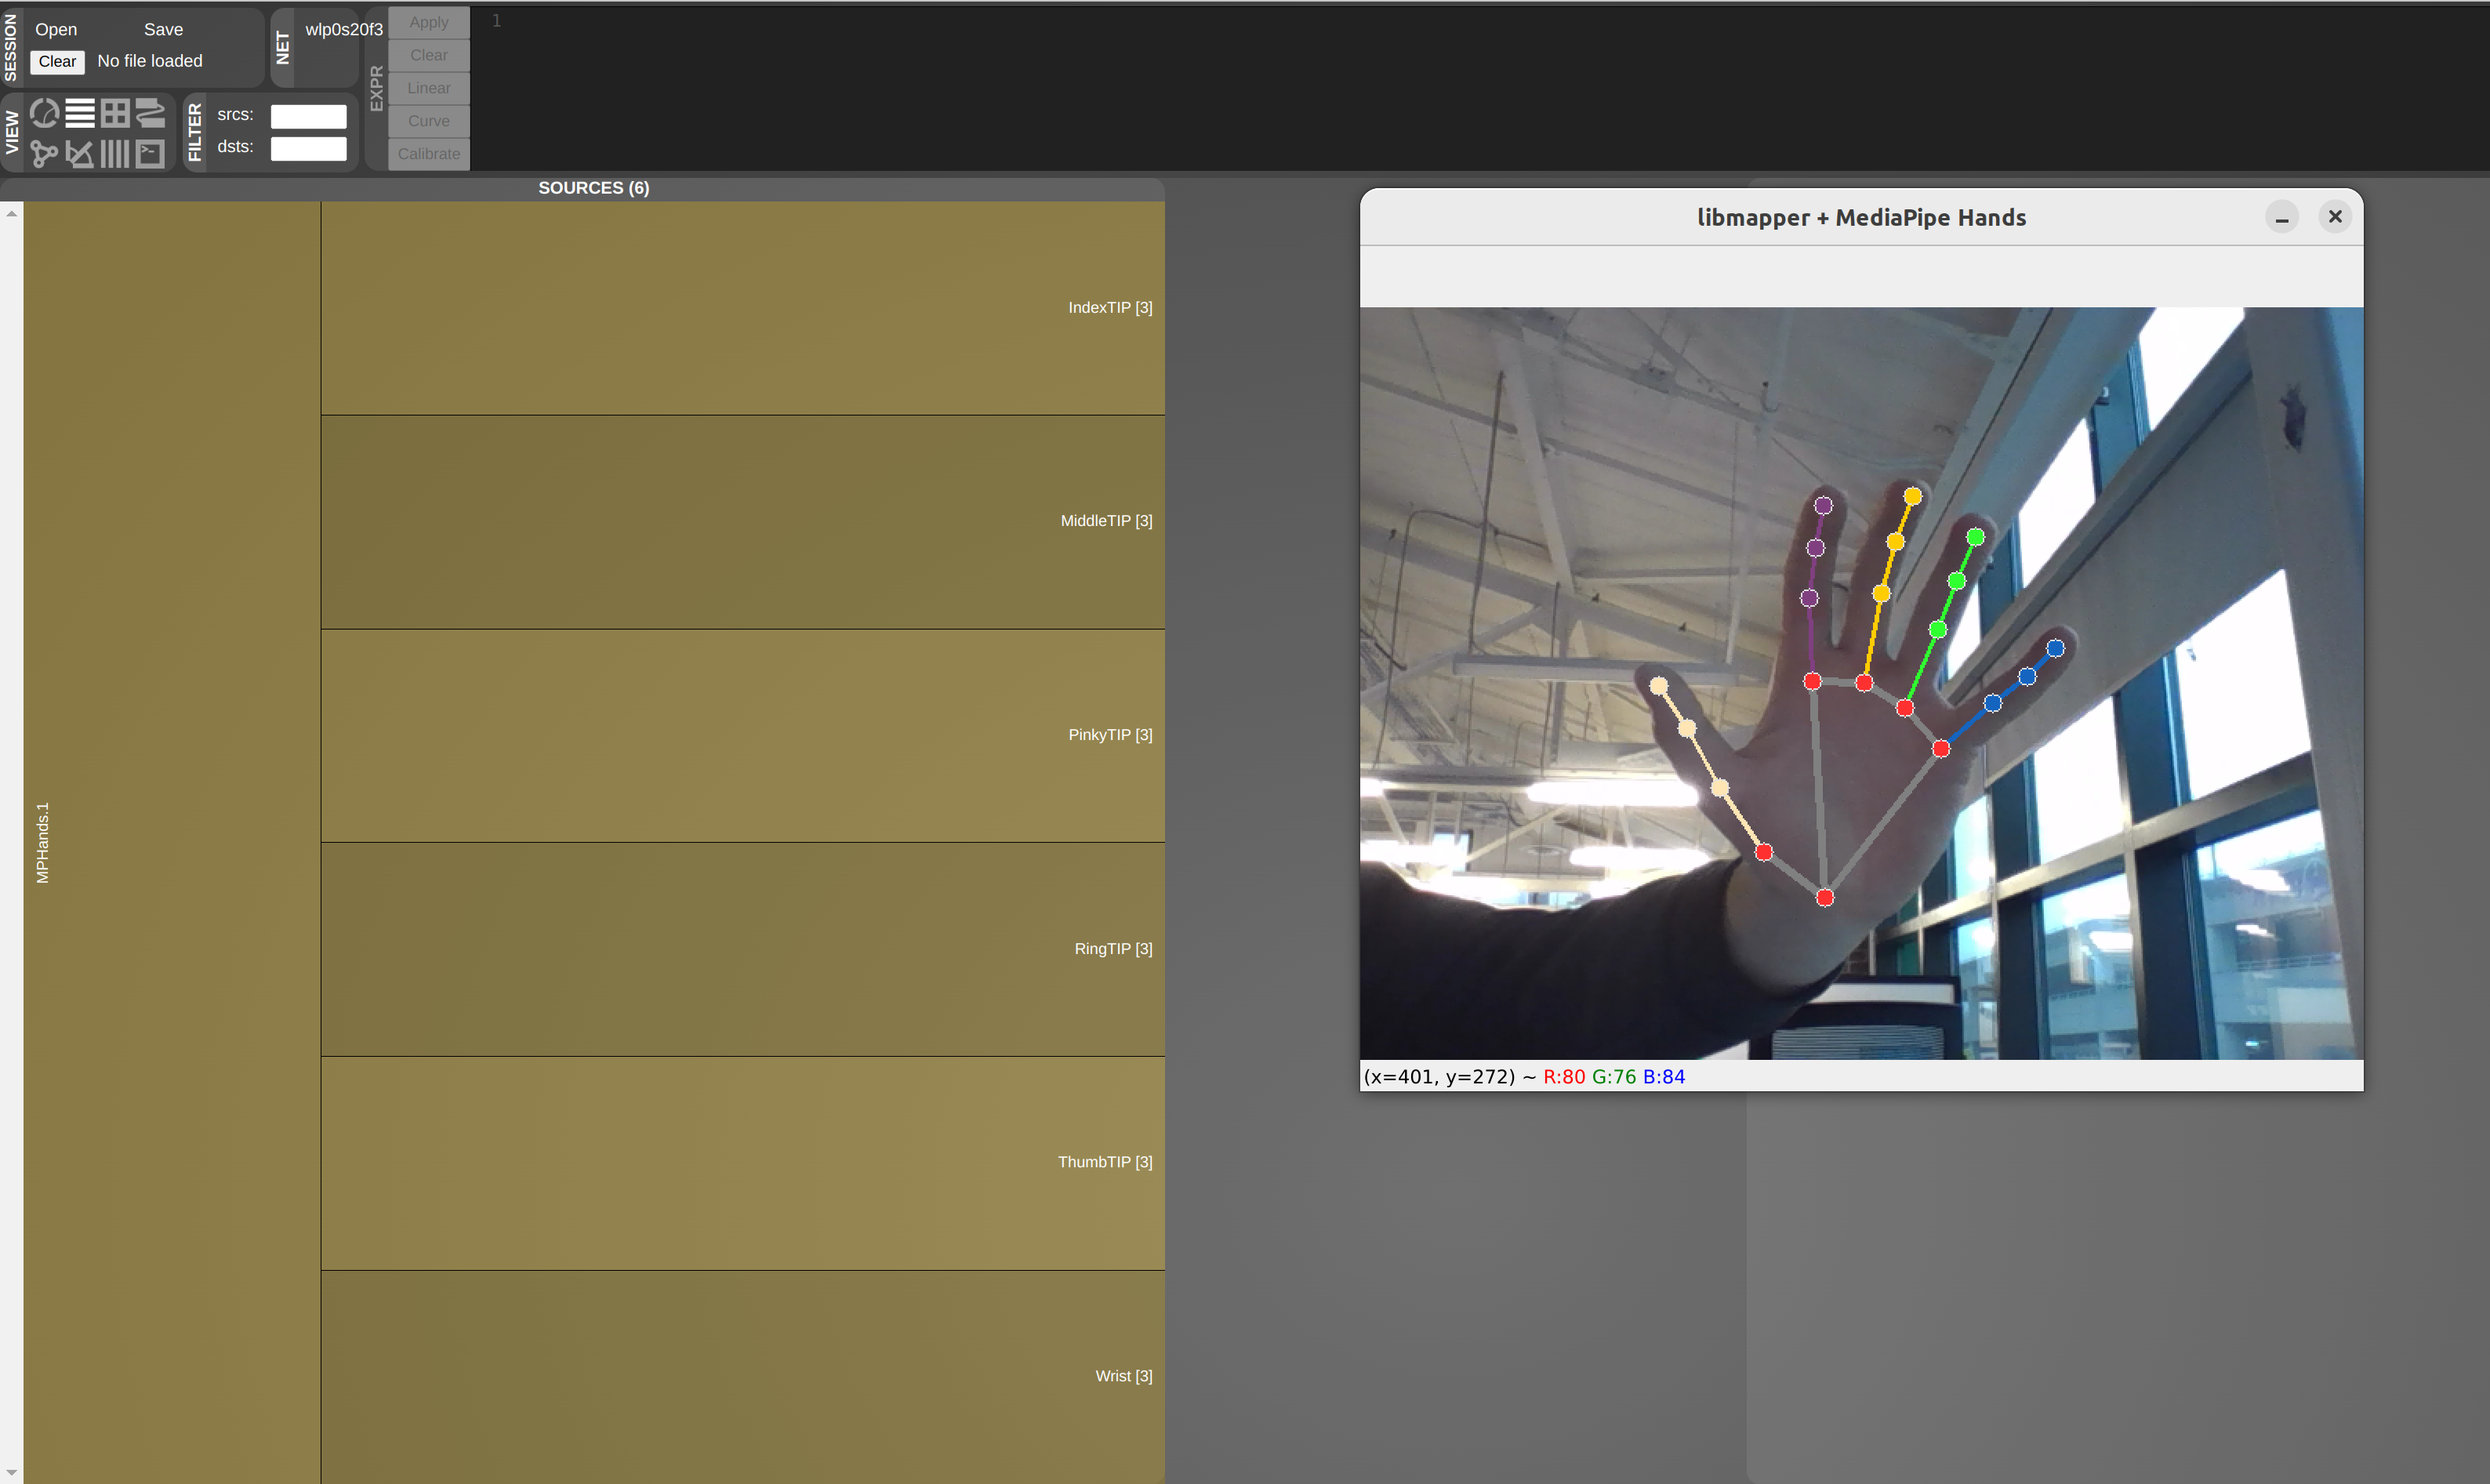 SESSION
Open Save
Clear No file loaded
NET
wlp0s20f3
VIEW
FILTER
srcs:
dsts:
EXPR
Apply
Clear
Linear
Curve
Calibrate
1
SOURCES (6)
MPHands.1
IndexTIP [3]
MiddleTIP [3]
PinkyTIP [3]
RingTIP [3]
ThumbTIP [3]
Wrist [3]
libmapper + MediaPipe Hands
(x=401, y=272) ~ R:80 G:76 B:84